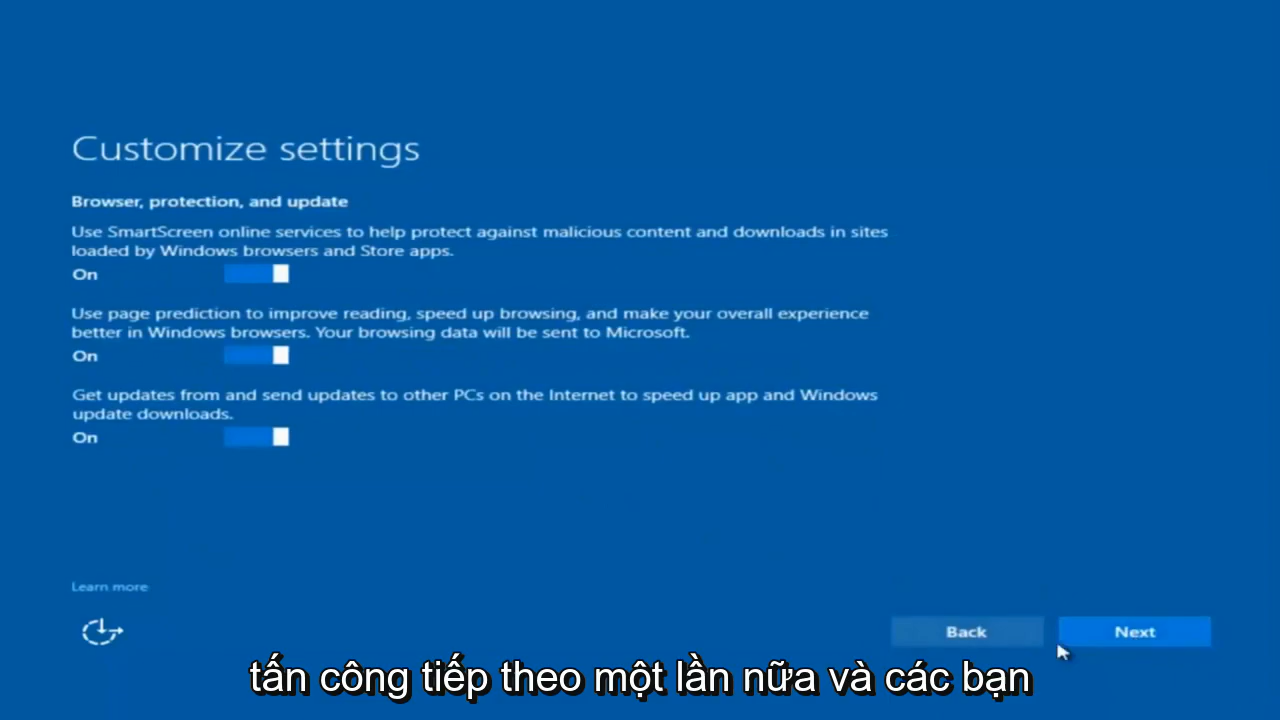 Customize settings
Browser, protection, and update
Use SmartScreen online services to help protect against malicious content and downloads in sites
loaded by Windows browsers and Store apps.
On
Use page prediction to improve reading, speed up browsing, and make your overall experience
better in Windows browsers. Your browsing data will be sent to Microsoft.
On
Get updates from and send updates to other PCs on the Internet to speed up app and Windows
update downloads.
On
Learn more
Back
Next
tấn công tiếp theo một lần nữa và các bạn